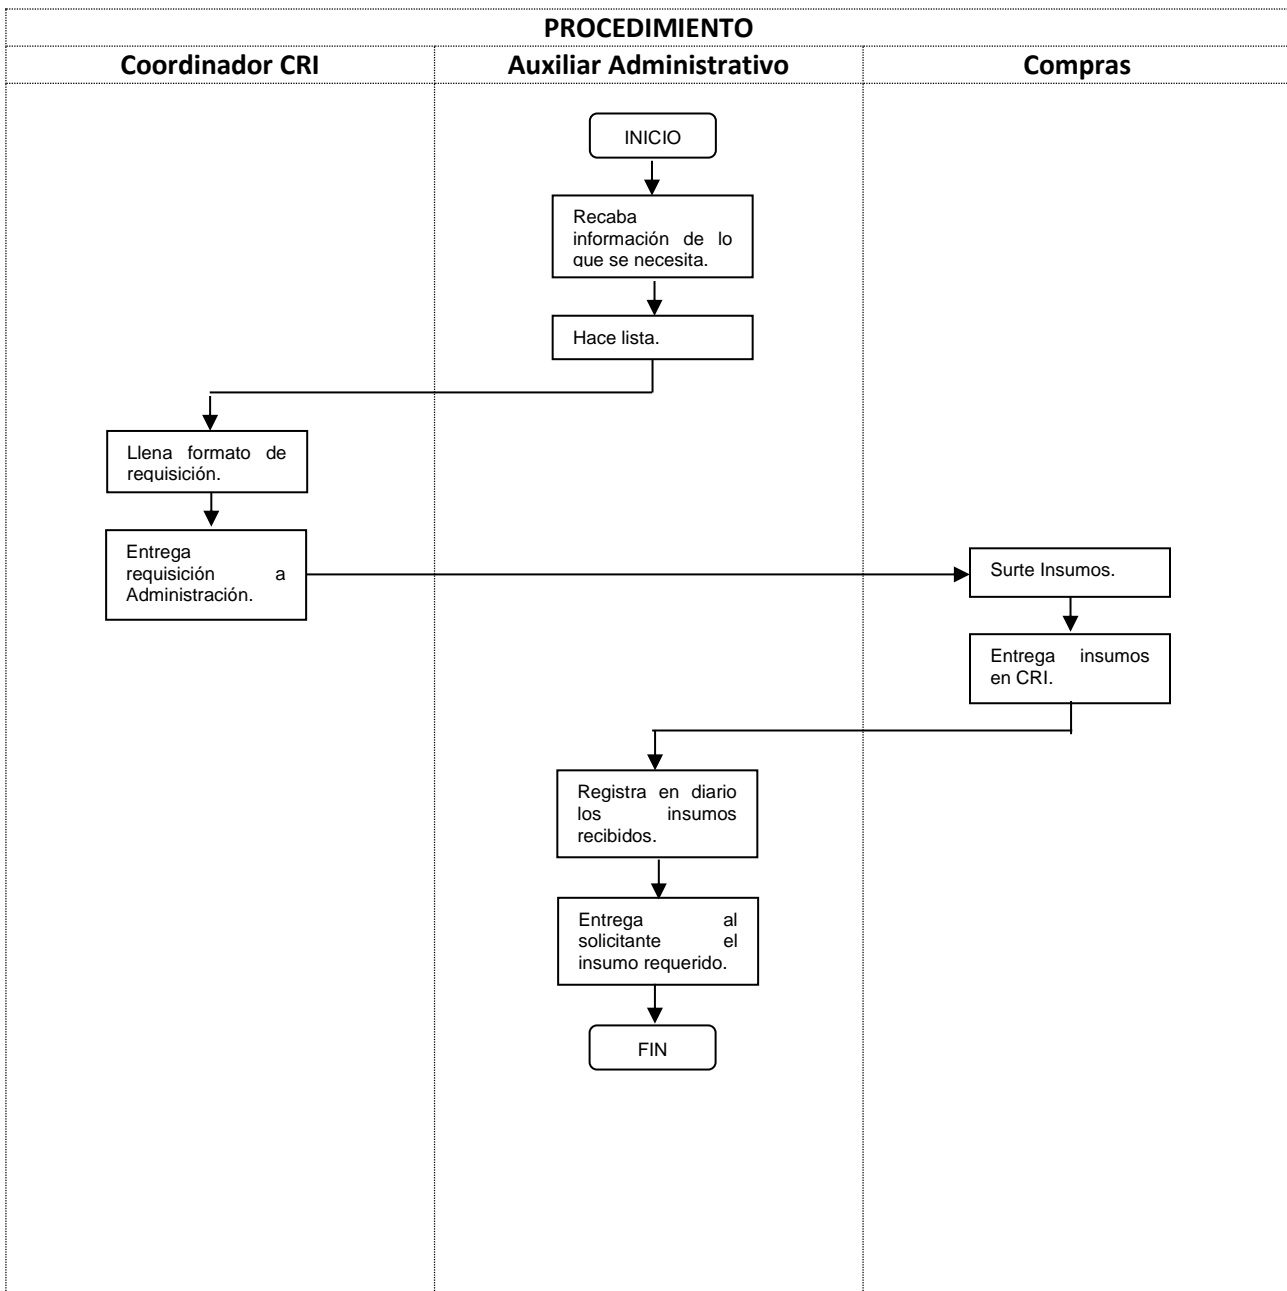 PROCEDIMIENTO
Coordinador CRI
Auxiliar Administrativo
Compras
INICIO
Recaba
información de lo
que se necesita.
Hace lista.
Llena formato de
requisición.
Entrega
requisición a
Administración.
Surte Insumos.
Entrega insumos
en CRI.
Registra en diario
los insumos
recibidos.
Entrega al
solicitante el
insumo requerido.
FIN